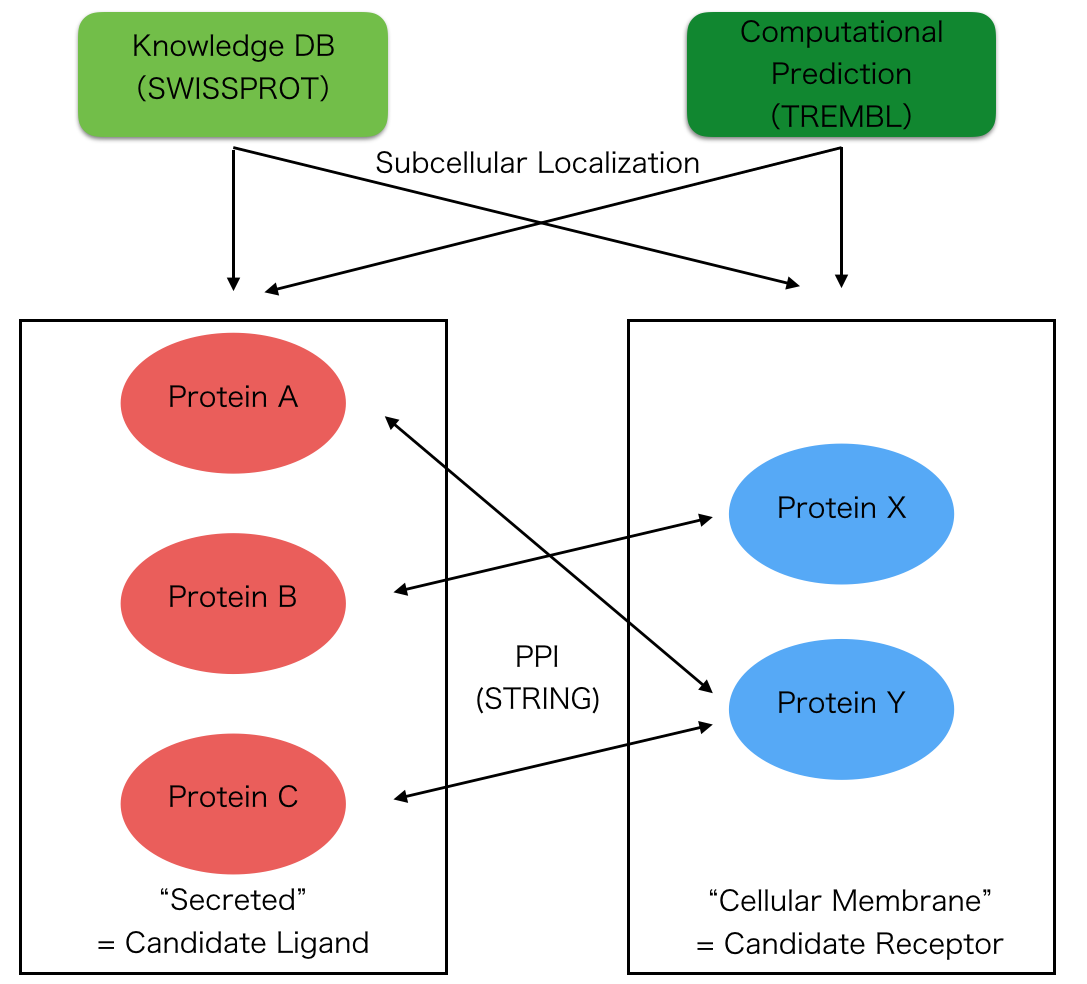 Knowledge DB
(SWISSPROT)
Computational
Prediction
(TREMBL)
Subcellular Localization
Protein A
Protein B
Protein C
“Secreted”
= Candidate Ligand
PPI
(STRING)
Protein X
Protein Y
“Cellular Membrane”
= Candidate Receptor